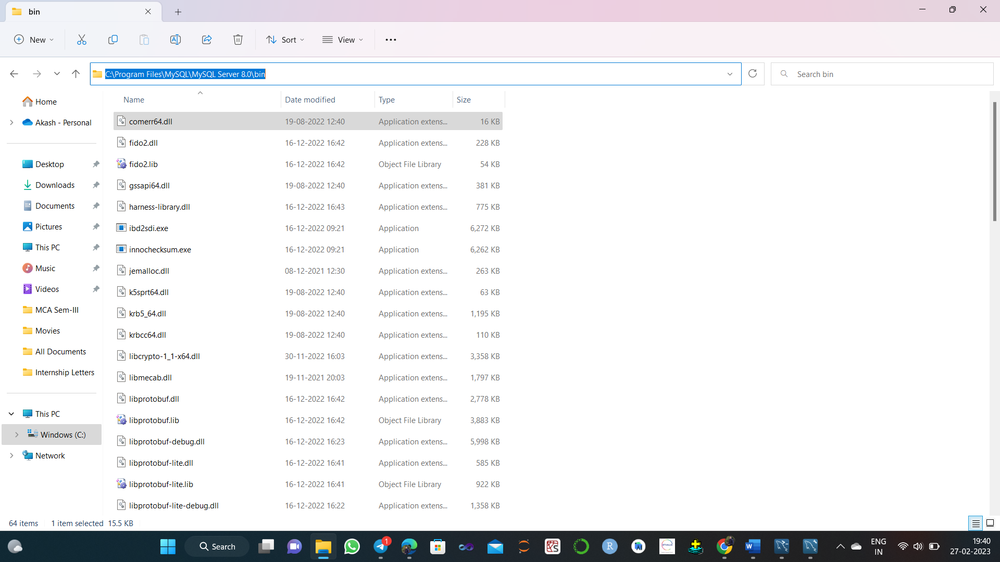 bin
New
Sort
View
C:\Program Files\MySQL\MySQL Server 8.0\bin
Search bin
Home
Akash - Personal
Desktop
Downloads
Documents
Pictures
This PC
Music
Videos
MCA Sem-III
Movies
All Documents
Internship Letters
This PC
Windows (C:)
Network
Name Date modified Type Size
comerr64.dll 19-08-2022 12:40 Application extens... 16 KB
fido2.dll 16-12-2022 16:42 Application extens... 228 KB
fido2.lib 16-12-2022 16:42 Object File Library 54 KB
gssapi64.dll 19-08-2022 12:40 Application extens... 381 KB
harness-library.dll 16-12-2022 16:43 Application extens... 775 KB
ibd2sdi.exe 16-12-2022 09:21 Application 6,272 KB
innochecksum.exe 16-12-2022 09:21 Application 6,262 KB
jemalloc.dll 08-12-2021 12:30 Application extens... 263 KB
k5sprt64.dll 19-08-2022 12:40 Application extens... 63 KB
krb5_64.dll 19-08-2022 12:40 Application extens... 1,195 KB
krbcc64.dll 19-08-2022 12:40 Application extens... 110 KB
libcrypto-1_1-x64.dll 30-11-2022 16:03 Application extens... 3,358 KB
libmecab.dll 19-11-2021 20:03 Application extens... 1,797 KB
libprotobuf.dll 16-12-2022 16:42 Application extens... 2,778 KB
libprotobuf.lib 16-12-2022 16:42 Object File Library 3,883 KB
libprotobuf-debug.dll 16-12-2022 16:23 Application extens... 5,998 KB
libprotobuf-lite.dll 16-12-2022 16:41 Application extens... 585 KB
libprotobuf-lite.lib 16-12-2022 16:41 Object File Library 922 KB
libprotobuf-lite-debug.dll 16-12-2022 16:22 Application extens... 1,358 KB
64 items 1 item selected 15.5 KB
Search
1
R
W
ENG
IN
19:40
27-02-2023